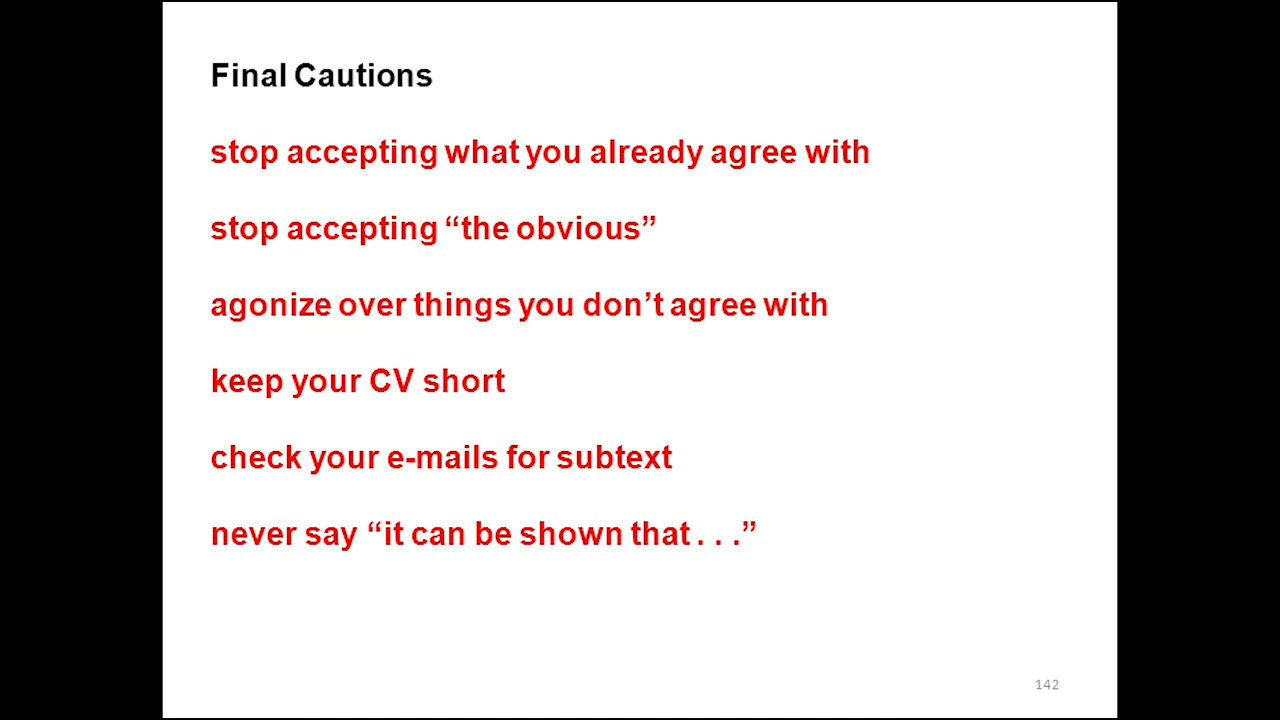 Final Cautions
stop accepting what you already agree with
stop accepting “the obvious”
agonize over things you don’t agree with
keep your CV short
check your e-mails for subtext
never say “it can be shown that . . .”
142